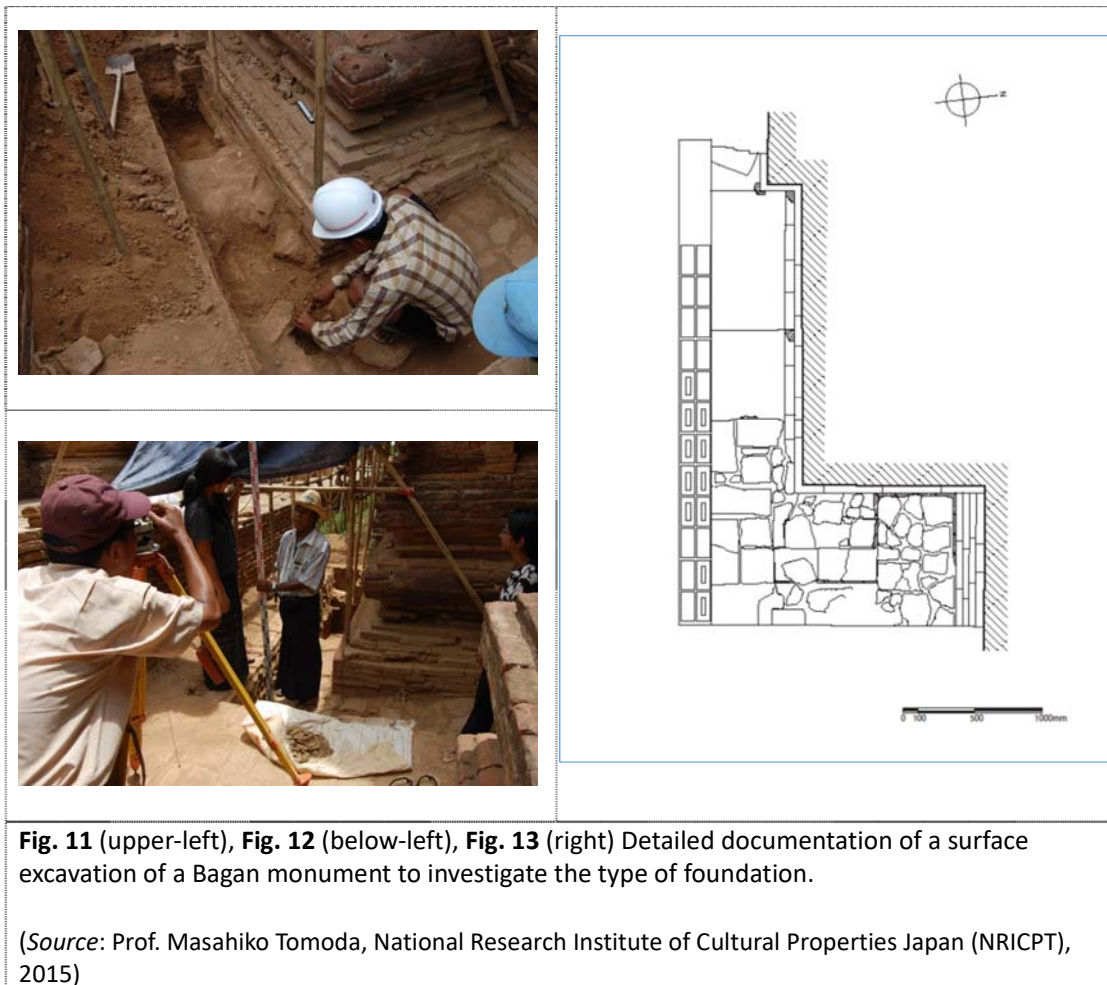 N
0 100 500 1000mm
Fig. 11 (upper-left), Fig. 12 (below-left), Fig. 13 (right) Detailed documentation of a surface
excavation of a Bagan monument to investigate the type of foundation.
(Source: Prof. Masahiko Tomoda, National Research Institute of Cultural Properties Japan (NRICPT),
2015)